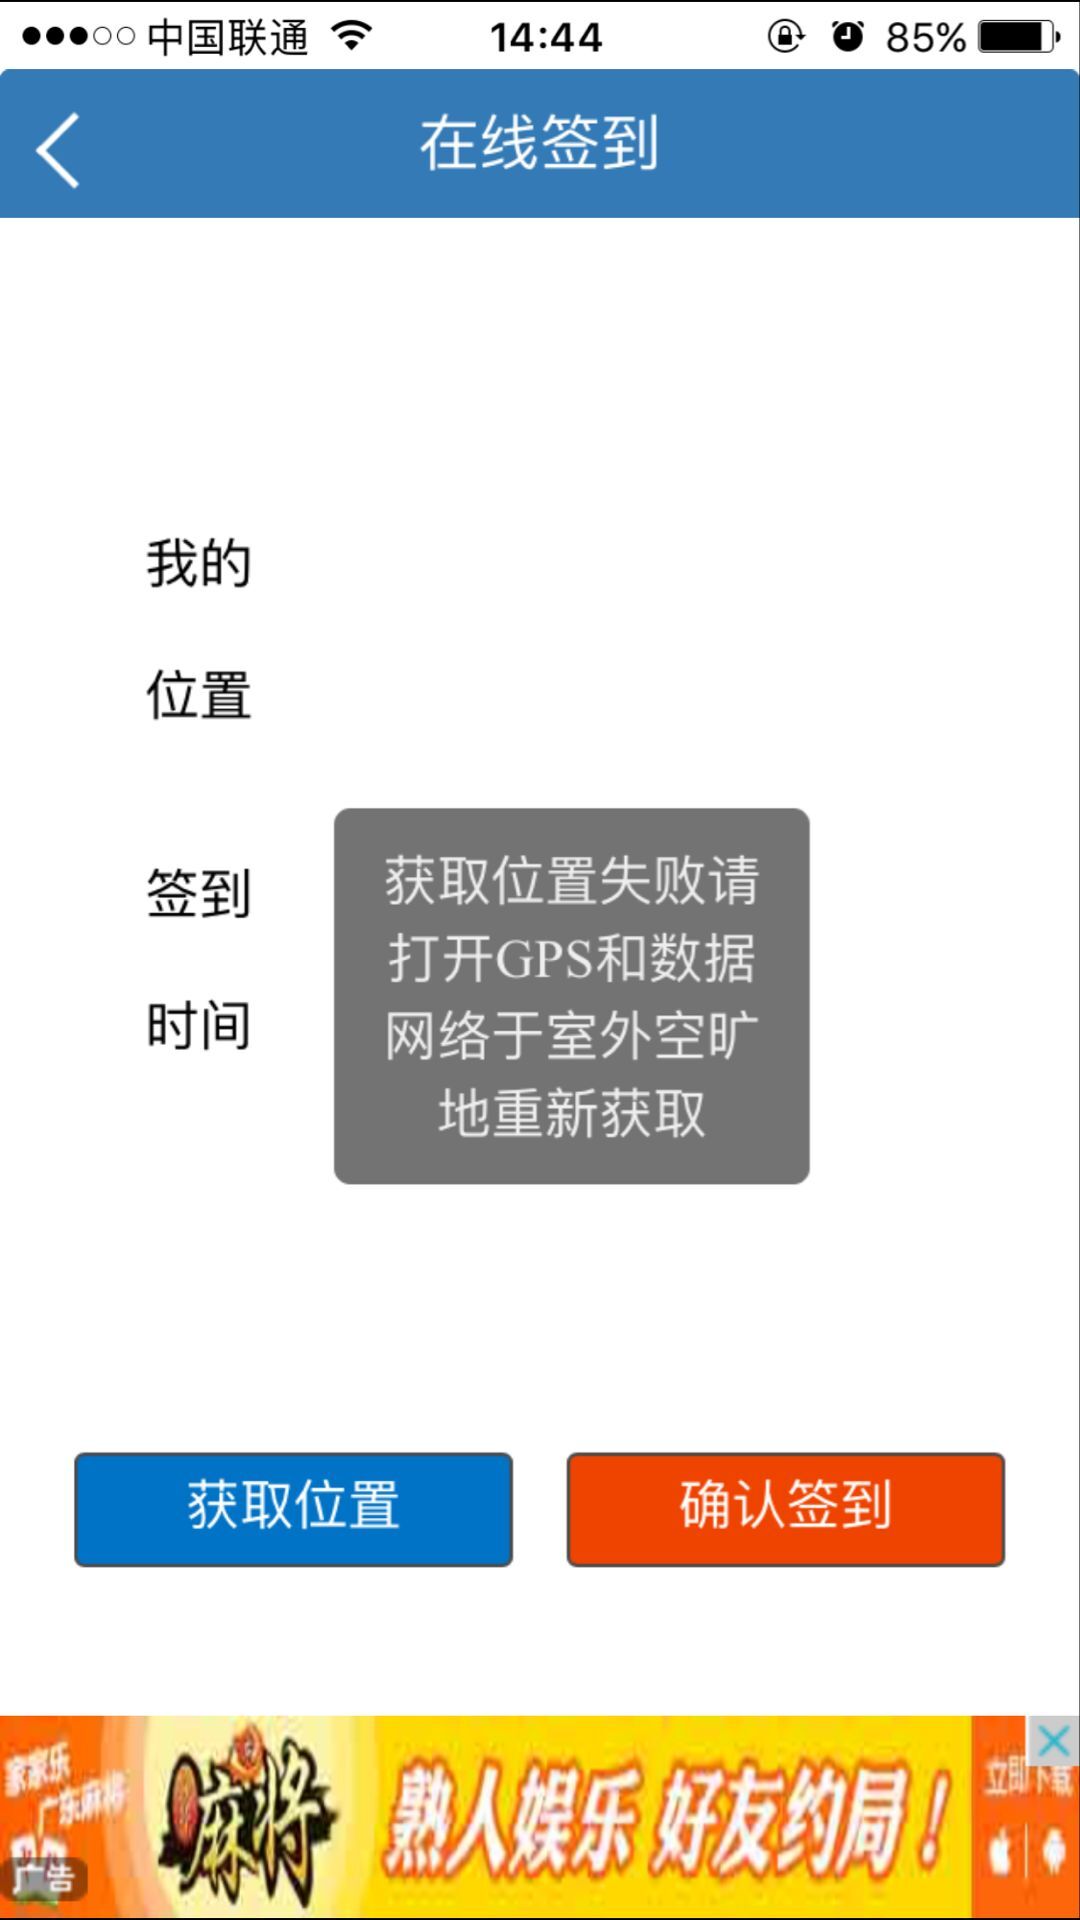 中国联通
14:44
85%
在线签到
我的
位置
签到
时间
获取位置失败请
打开GPS和数据
网络于室外空旷
地重新获取
获取位置
确认签到
家家乐
广东麻将
麻将
熟人娱乐 好友约局！
立即下载
广告